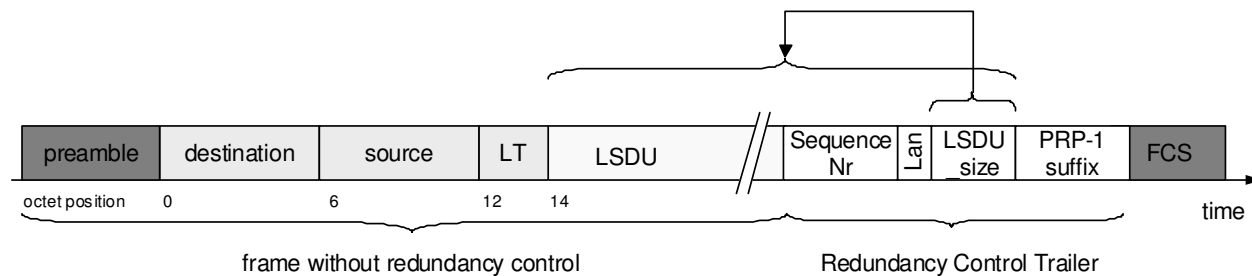 preamble
destination
source
LT
LSDU
Sequence
Nr
Lan
LSDU
_size
PRP-1
suffix
FCS
octet position
0
6
12
14
time
frame without redundancy control
Redundancy Control Trailer